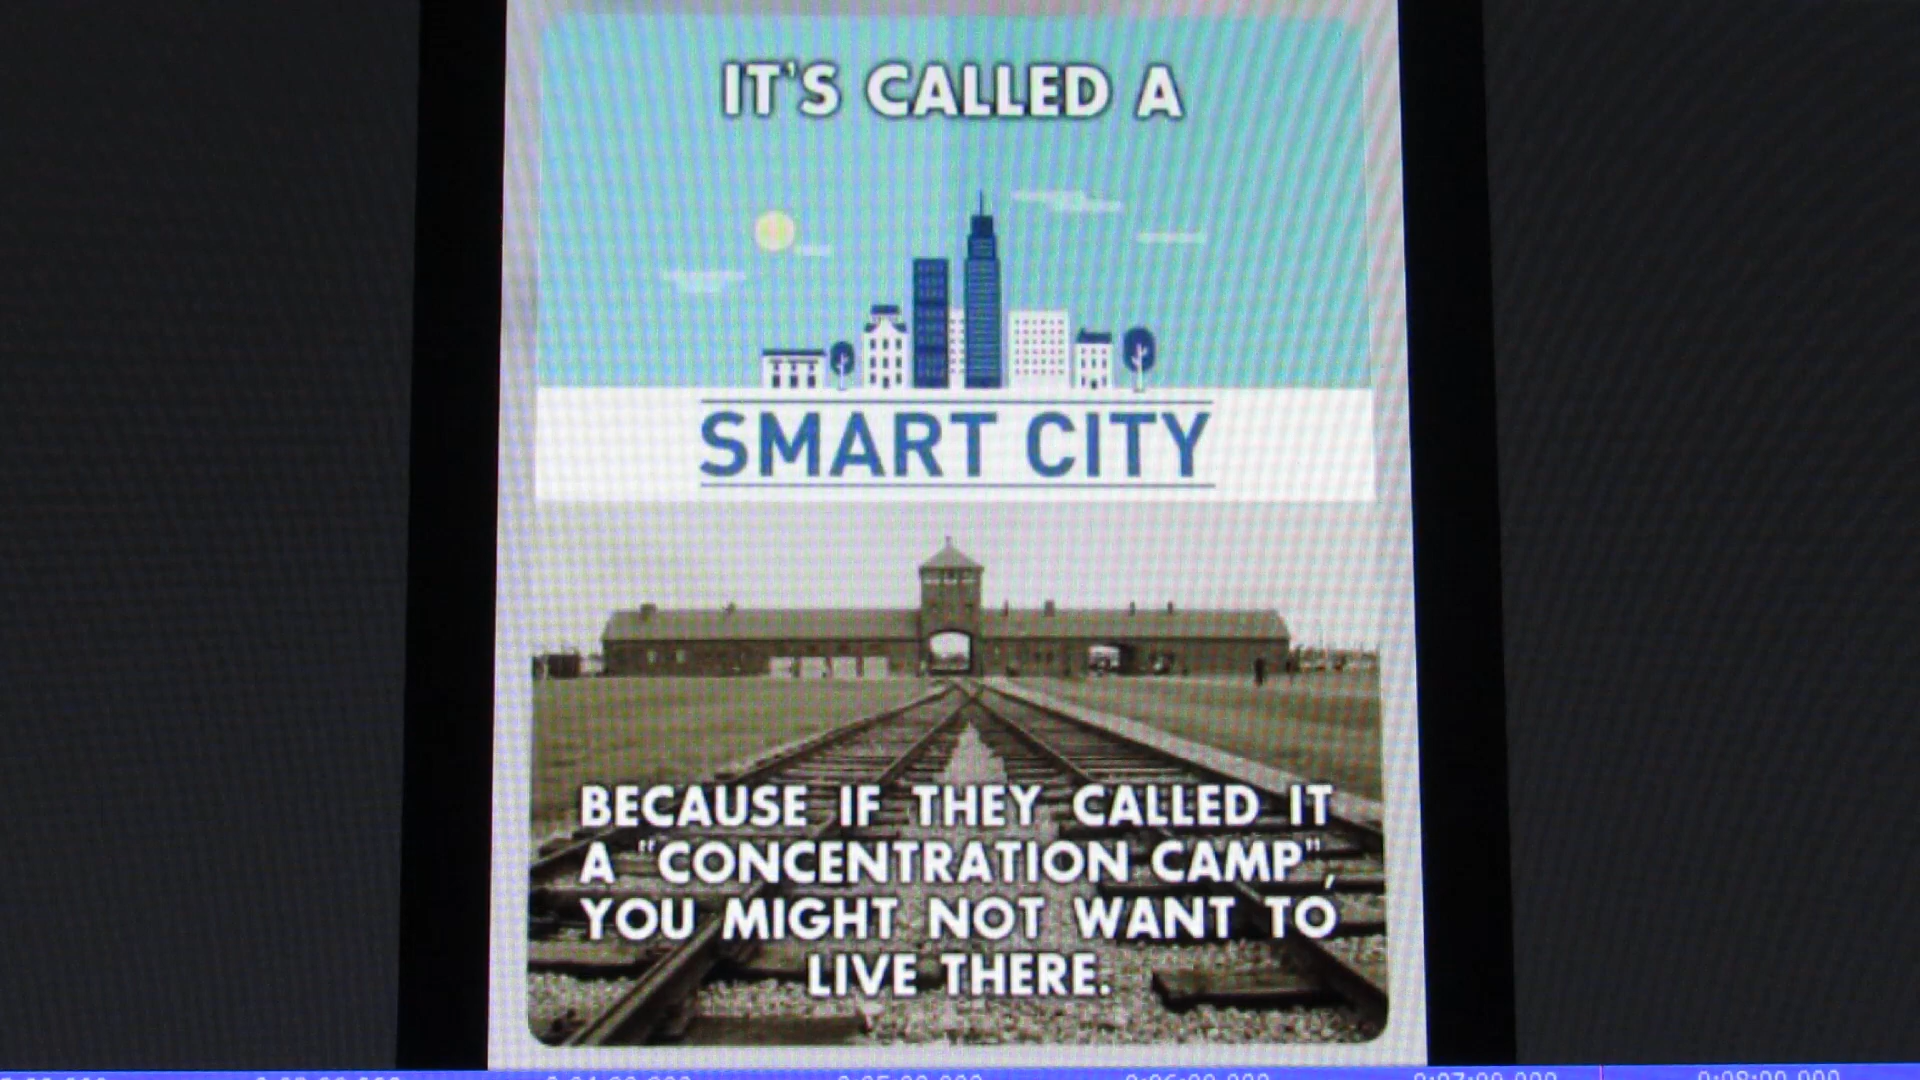 IT'S CALLED A
SMART CITY
BECAUSE IF THEY CALLED IT
A "CONCENTRATION CAMP",
YOU MIGHT NOT WANT TO
LIVE THERE.